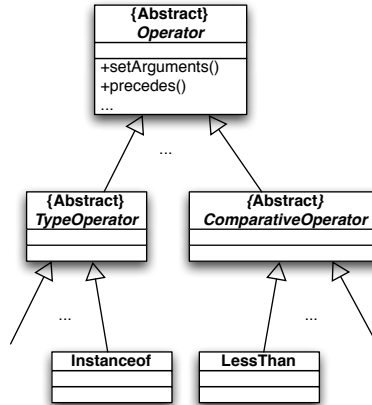 {Abstract}
Operator
+setArguments()
+precedes()
...
...
{Abstract}
TypeOperator
{Abstract}
ComparativeOperator
...
...
Instanceof
LessThan